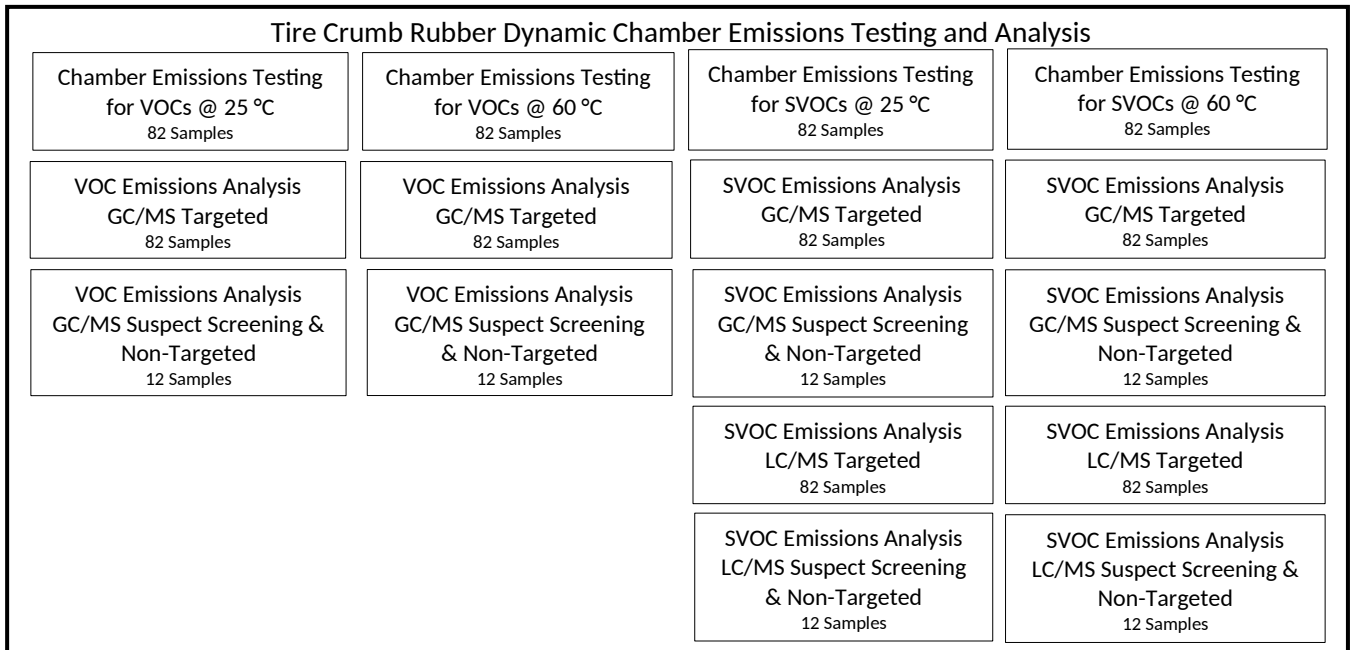 Tire Crumb Rubber Dynamic Chamber Emissions Testing and Analysis
Chamber Emissions Testing
for VOCs @ 25 °C
82 Samples
Chamber Emissions Testing
for VOCs @ 60 °C
82 Samples
Chamber Emissions Testing
for SVOCs @ 25 °C
82 Samples
Chamber Emissions Testing
for SVOCs @ 60 °C
82 Samples
VOC Emissions Analysis
GC/MS Targeted
82 Samples
VOC Emissions Analysis
GC/MS Targeted
82 Samples
SVOC Emissions Analysis
GC/MS Targeted
82 Samples
SVOC Emissions Analysis
GC/MS Targeted
82 Samples
VOC Emissions Analysis
GC/MS Suspect Screening &
Non-Targeted
12 Samples
VOC Emissions Analysis
GC/MS Suspect Screening
& Non-Targeted
12 Samples
SVOC Emissions Analysis
GC/MS Suspect Screening
& Non-Targeted
12 Samples
SVOC Emissions Analysis
GC/MS Suspect Screening &
Non-Targeted
12 Samples
SVOC Emissions Analysis
LC/MS Targeted
82 Samples
SVOC Emissions Analysis
LC/MS Targeted
82 Samples
SVOC Emissions Analysis
LC/MS Suspect Screening
& Non-Targeted
12 Samples
SVOC Emissions Analysis
LC/MS Suspect Screening &
Non-Targeted
12 Samples